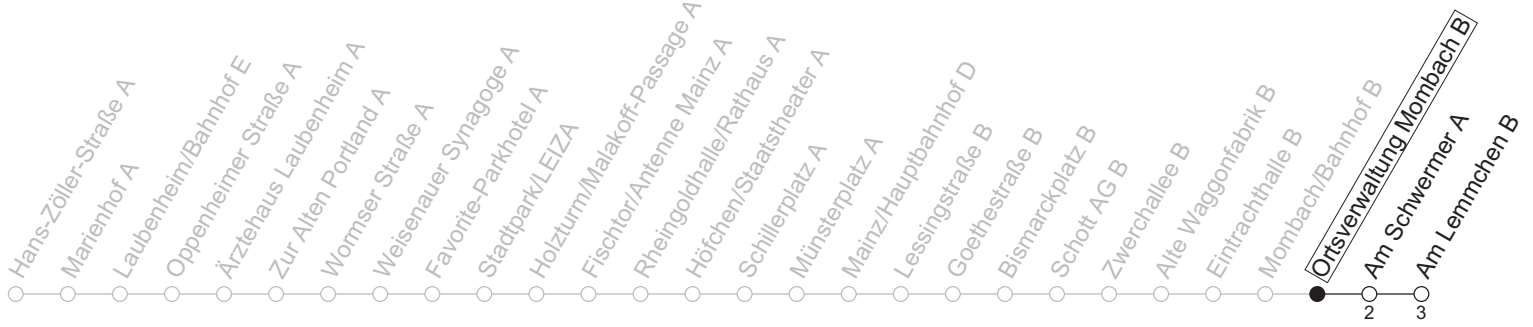 Hans-Zöller-Straße A
Marienhof A
Laubenheim/Bahnhof E
Oppenheimer Straße A
Ärztehaus Laubenheim A
Zur Alten Portland A
Wormser Straße A
Weisenauer Synagoge A
Favorite-Parkhotel A
Stadtpark/LEIZA
Holzturm/Malakoff-Passage A
Fischtor/Antenne Mainz A
Rheingoldhalle/Rathaus A
Höfchen/Staatstheater A
Schillerplatz A
Münsterplatz A
Mainz/Hauptbahnhof D
Lessingstraße B
Goethestraße B
Bismarckplatz B
Schott AG B
Zwerchallee B
Alte Waggonfabrik B
Eintrachthalle B
Mombach/Bahnhof B
Ortsverwaltung Mombach B
Am Schwermer A
Am Lemmchen B
2
3